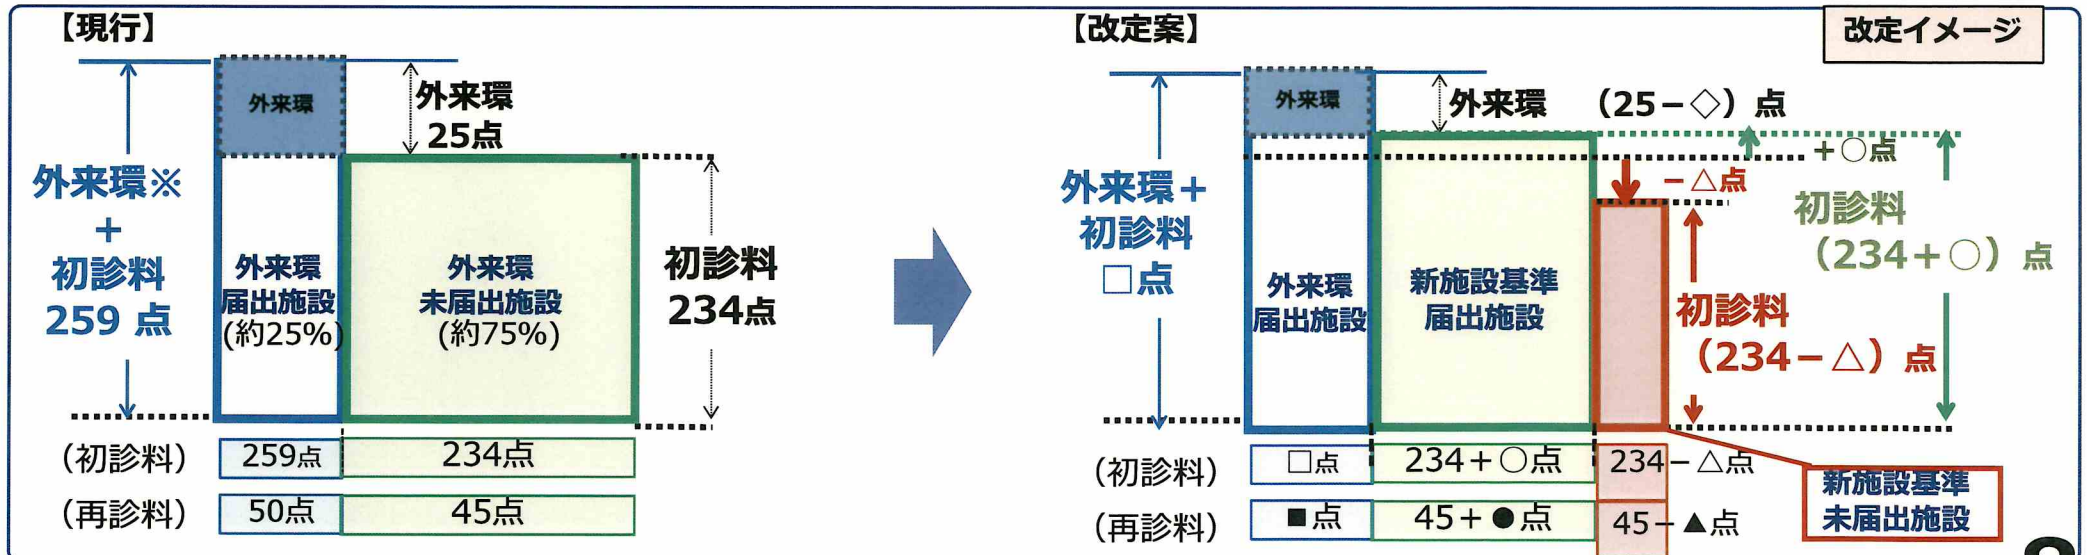 【現行】
外来環
外来環
25点
外来環※
+
初診料
259 点
外来環
届出施設
(約25%)
外来環
未届出施設
(約75%)
初診料
234点
(初診料)
259点
234点
(再診料)
50点
45点
【改定案】
改定イメージ
外来環
外来環 (25-◇)点
+○点
-△点
外来環+
初診料
□点
外来環
届出施設
新施設基準
届出施設
初診料
(234+○)点
初診料
(234-△)点
(初診料)
□点
234+○点
234-△点
(再診料)
■点
45+●点
45-▲点
新施設基準
未届出施設